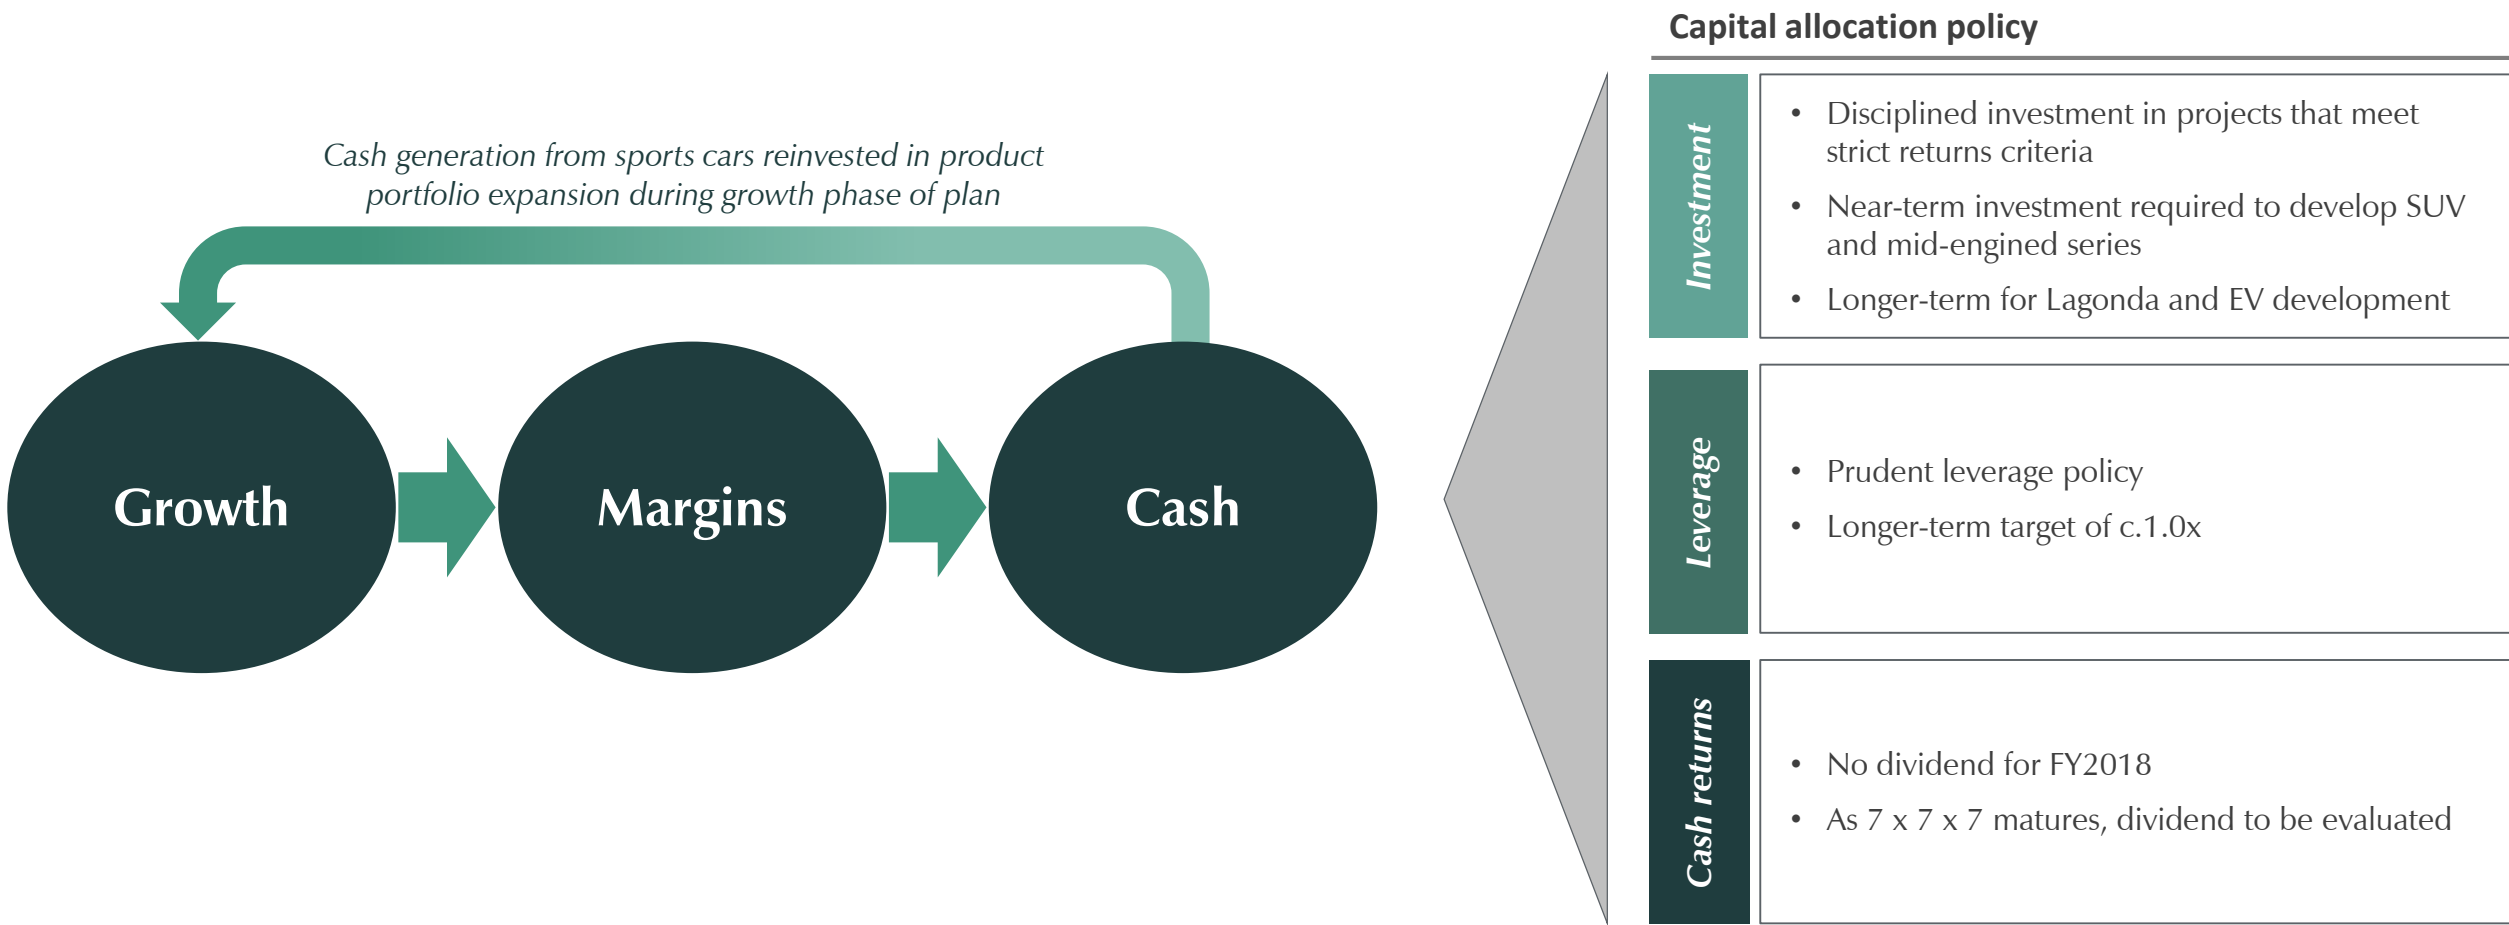 Capital allocation policy
Cash generation from sports cars reinvested in product
portfolio expansion during growth phase of plan
Growth
Margins
Cash
Investment
• Disciplined investment in projects that meet
strict returns criteria
• Near-term investment required to develop SUV
and mid-engined series
• Longer-term for Lagonda and EV development
Leverage
• Prudent leverage policy
• Longer-term target of c.1.0x
Cash returns
• No dividend for FY2018
• As 7 x 7 x 7 matures, dividend to be evaluated